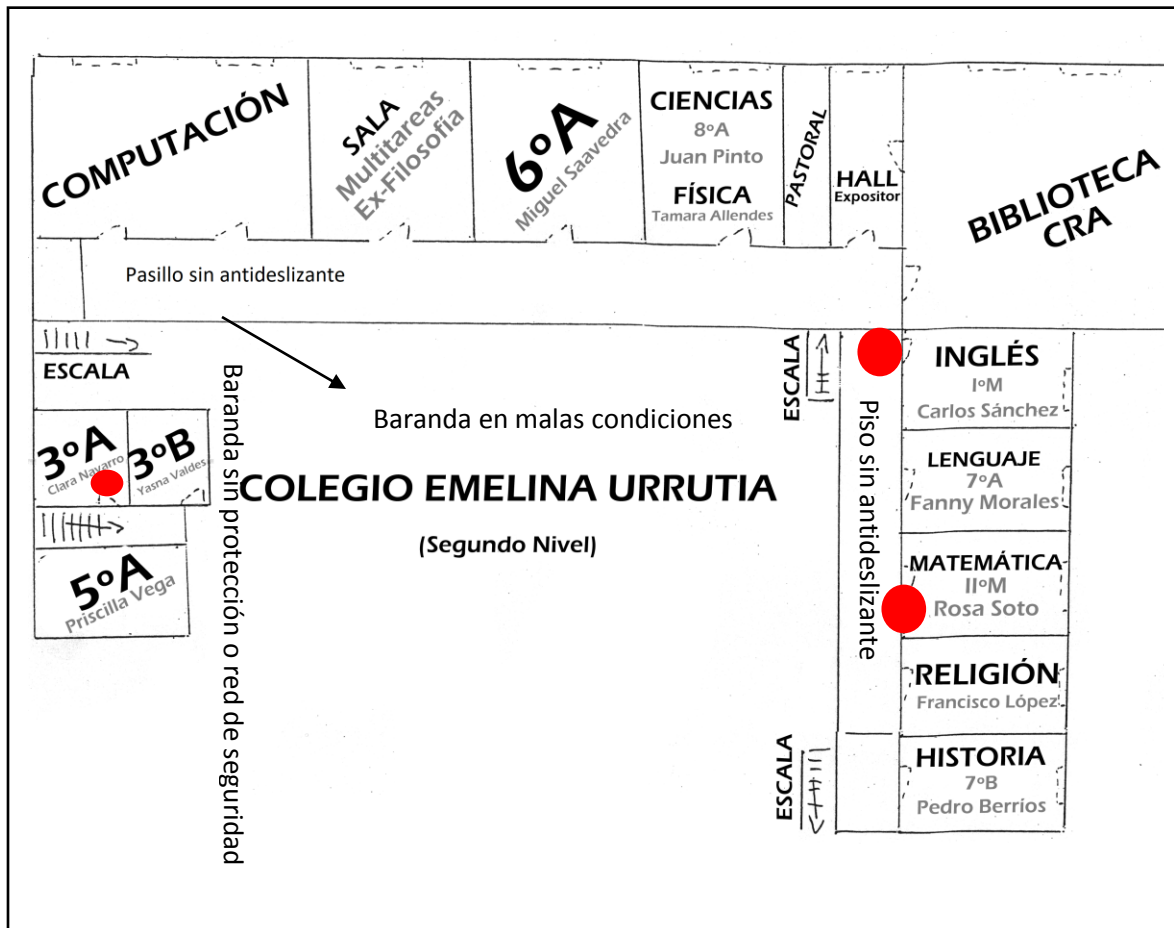 COMPUTACIÓN
SALA
Multitareas
Ex-Filosofía
6ºA
Miguel Saavedra
CIENCIAS
8ºA
Juan Pinto
FÍSICA
Tamara Allendes
PASTORAL
HALL
Expositor
BIBLIOTECA
CRA
Pasillo sin antideslizante
ESCALA
3ºA
Clara Navarro
3ºB
Yasna Valdes
5ºA
Priscilla Vega
Baranda sin protección o red de seguridad
Baranda en malas condiciones
COLEGIO EMELINA URRUTIA
(Segundo Nivel)
ESCALA
Piso sin antideslizante
INGLÉS
IºM
Carlos Sánchez
LENGUAJE
7ºA
Fanny Morales
MATEMÁTICA
IIºM
Rosa Soto
RELIGIÓN
Francisco López
ESCALA
HISTORIA
7ºB
Pedro Berríos